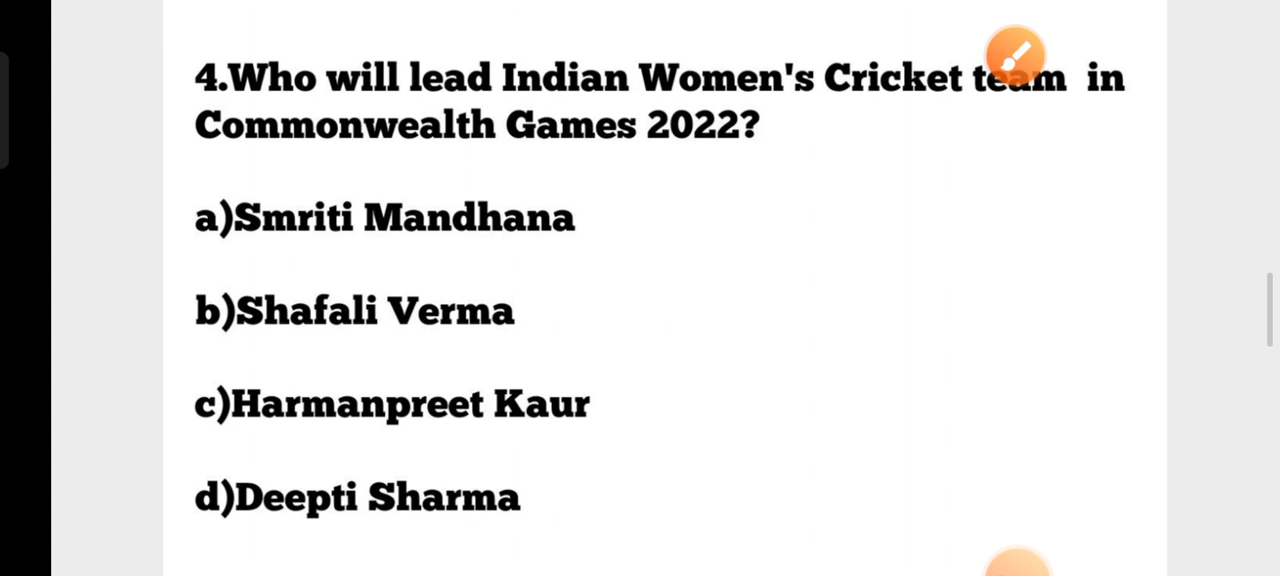 4.Who will lead Indian Women's Cricket team in
Commonwealth Games 2022?
a)Smriti Mandhana
b)Shafali Verma
c)Harmanpreet Kaur
d)Deepti Sharma